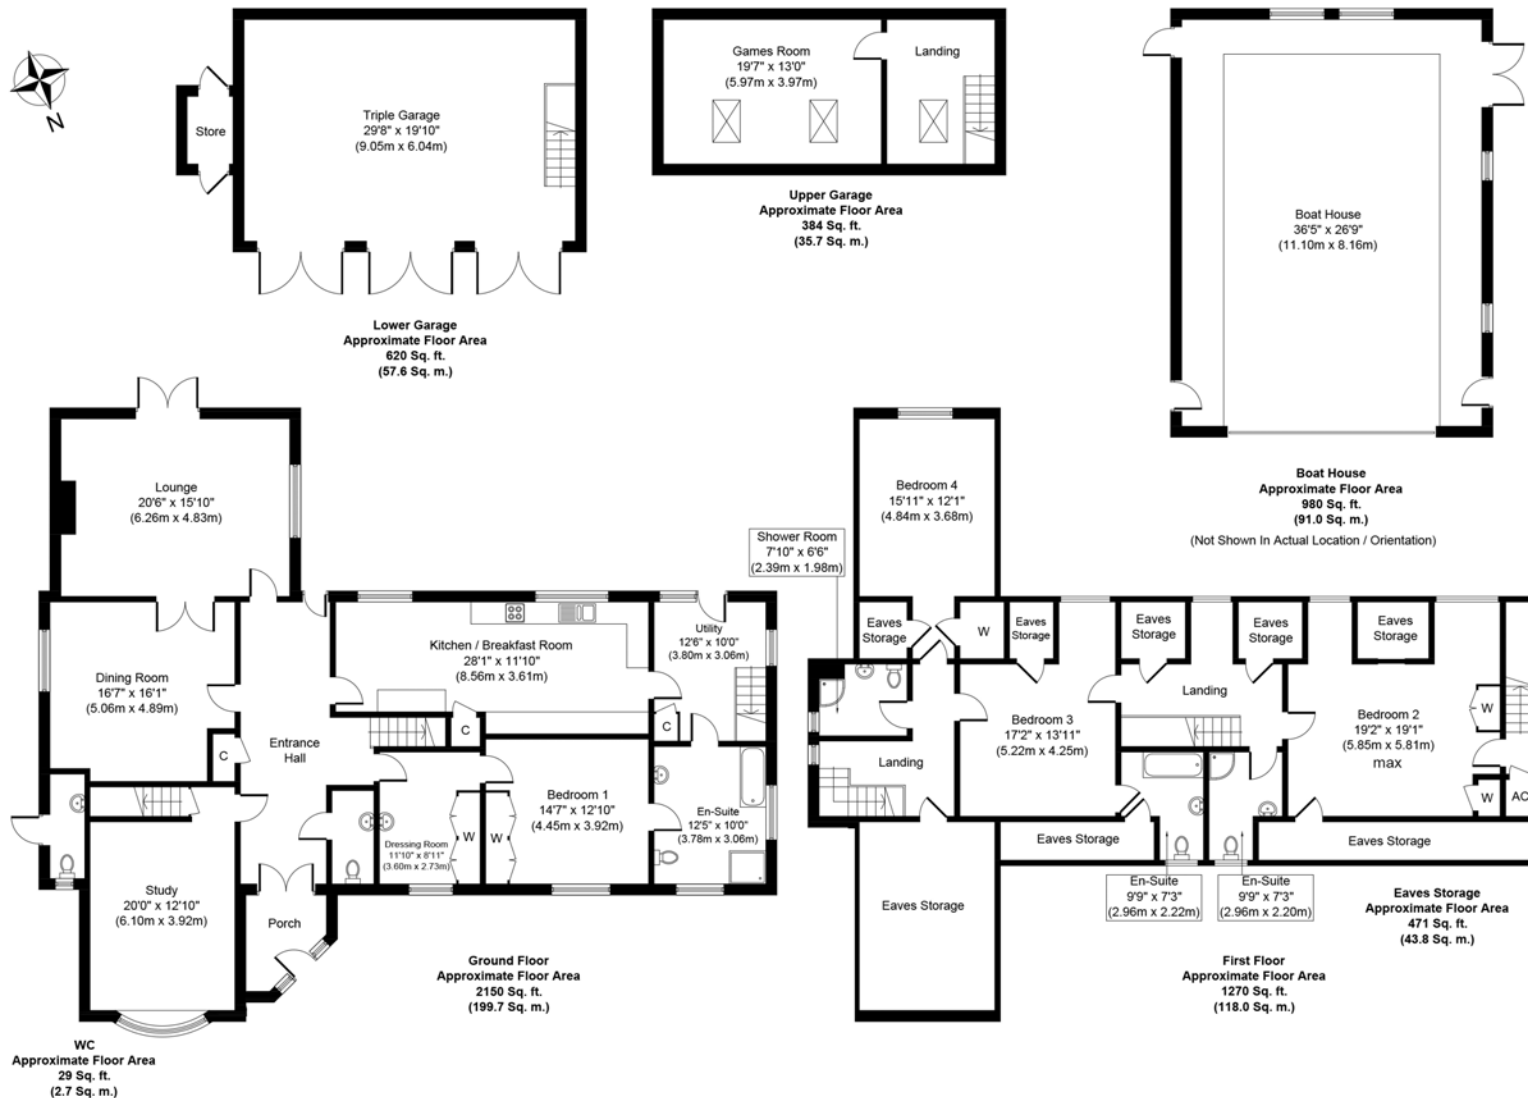 N
Store
Triple Garage
29'8" x 19'10"
(9.05m x 6.04m)
Lower Garage
Approximate Floor Area
620 Sq. ft.
(57.6 Sq. m.)
Games Room
19'7" x 13'0"
(5.97m x 3.97m)
Landing
Upper Garage
Approximate Floor Area
384 Sq. ft.
(35.7 Sq. m.)
Boat House
36'5" x 26'9"
(11.10m x 8.16m)
Boat House
Approximate Floor Area
980 Sq. ft.
(91.0 Sq. m.)
(Not Shown In Actual Location / Orientation)
Lounge
20'6" x 15'10"
(6.26m x 4.83m)
Dining Room
16'7" x 16'1"
(5.06m x 4.89m)
C
Entrance
Hall
Kitchen / Breakfast Room
28'1" x 11'10"
(8.56m x 3.61m)
C
Utility
12'6" x 10'0"
(3.80m x 3.06m)
C
Bedroom 1
14'7" x 12'10"
(4.45m x 3.92m)
W
W
Dressing Room
11'10" x 8'11"
(3.60m x 2.73m)
En-Suite
12'5" x 10'0"
(3.78m x 3.06m)
Study
20'0" x 12'10"
(6.10m x 3.92m)
Porch
Ground Floor
Approximate Floor Area
2150 Sq. ft.
(199.7 Sq. m.)
WC
Approximate Floor Area
29 Sq. ft.
(2.7 Sq. m.)
Bedroom 4
15'11" x 12'1"
(4.84m x 3.68m)
Shower Room
7'10" x 6'6"
(2.39m x 1.98m)
Eaves
Storage
W
Eaves
Storage
Eaves
Storage
Eaves
Storage
Eaves
Storage
Landing
Bedroom 3
17'2" x 13'11"
(5.22m x 4.25m)
Landing
Bedroom 2
19'2" x 19'1"
(5.85m x 5.81m)
max
W
W
AC
Eaves Storage
Eaves Storage
Eaves Storage
En-Suite
9'9" x 7'3"
(2.96m x 2.22m)
En-Suite
9'9" x 7'3"
(2.96m x 2.20m)
Eaves Storage
Approximate Floor Area
471 Sq. ft.
(43.8 Sq. m.)
First Floor
Approximate Floor Area
1270 Sq. ft.
(118.0 Sq. m.)